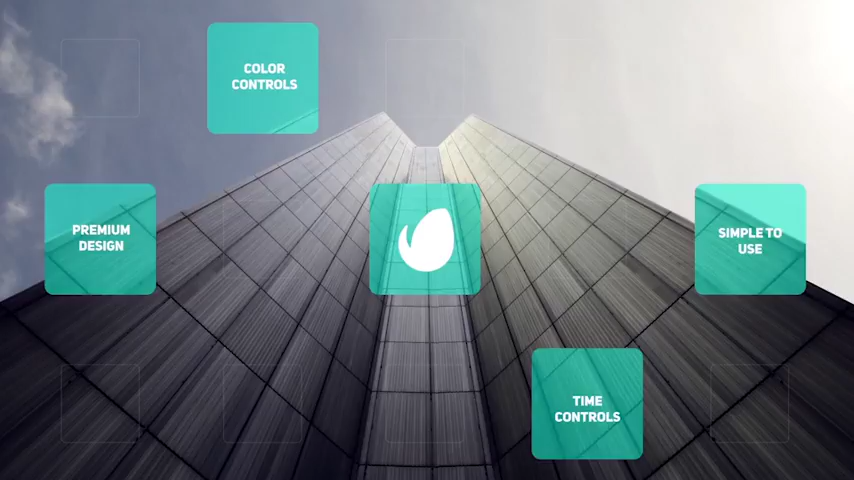 COLOR
CONTROLS
PREMIUM
DESIGN
SIMPLE TO
USE
TIME
CONTROLS